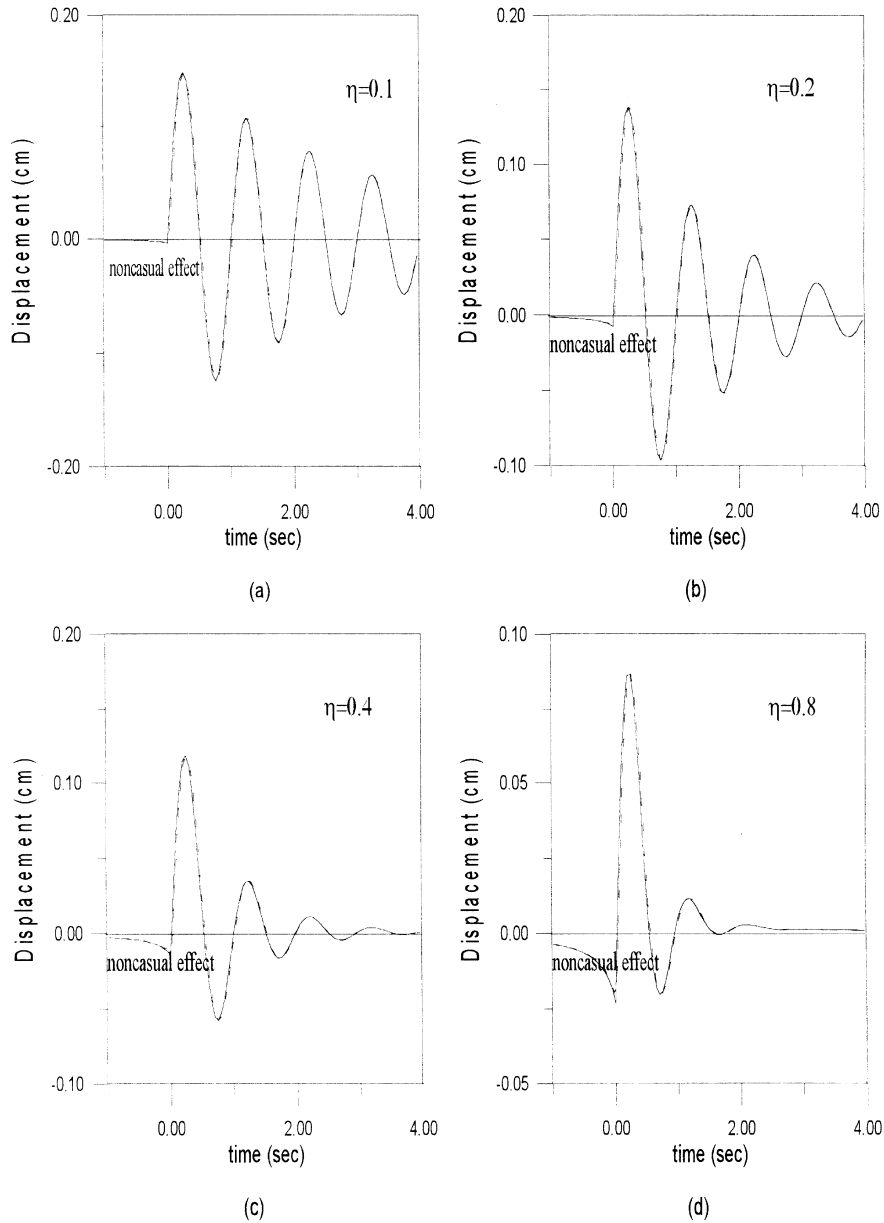 0.20
η=0.1
0.00
noncasual effect
-0.20
Displacement (cm)
0.00
2.00
4.00
time (sec)
(a)
0.20
η=0.2
0.10
0.00
noncasual effect
-0.10
Displacement (cm)
0.00
2.00
4.00
time (sec)
(b)
0.20
η=0.4
0.10
0.00
noncasual effect
-0.10
Displacement (cm)
0.00
2.00
4.00
time (sec)
(c)
0.10
η=0.8
0.05
0.00
noncasual effect
-0.05
Displacement (cm)
0.00
2.00
4.00
time (sec)
(d)